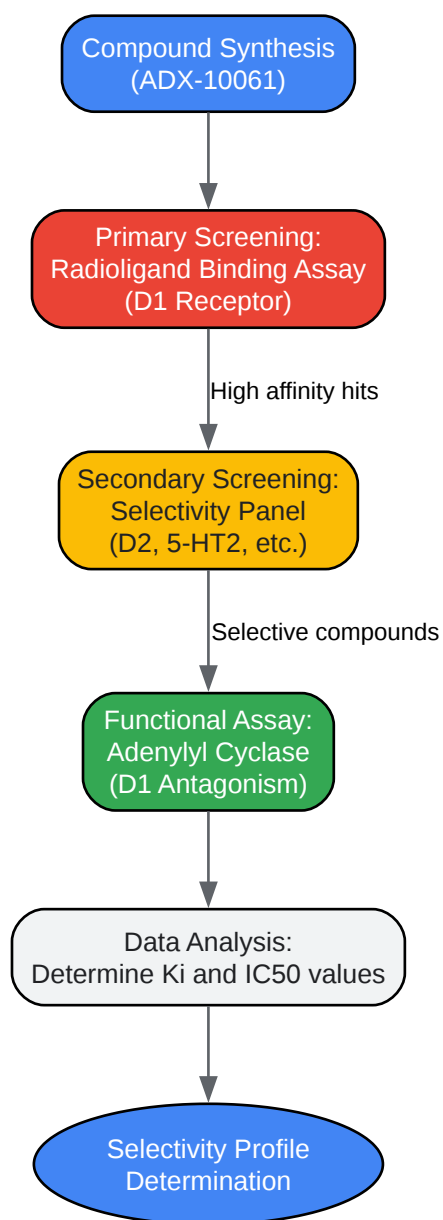 Compound Synthesis
(ADX-10061)
Primary Screening:
Radioligand Binding Assay
(D1 Receptor)
High affinity hits
Secondary Screening:
Selectivity Panel
(D2, 5-HT2, etc.)
Selective compounds
Functional Assay:
Adenylyl Cyclase
(D1 Antagonism)
Data Analysis:
Determine Ki and IC50 values
Selectivity Profile
Determination